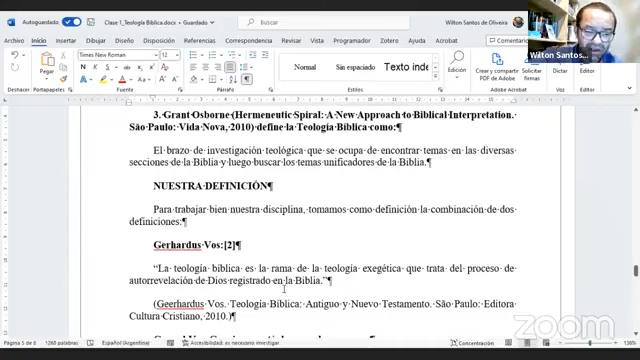 Autoguardado
Clase 1_Teología Bíblica.docx • Guardado
Buscar
Wilton Santos de Oliveira
Archivo Inicio Insertar Dibujar Diseño Disposición Referencias Correspondencia Revisar Vista Ayuda
Comentarios
Pegar
Times New Roman 12
Normal
Sin espaciado
Texto inde
Edición
Crear y compartir
Adobe PDF
Solicitar
firmas
Dictar
Editor
Portapapeles
Fuente
Párrafo
Estilos
Adobe Acrobat
Voz
Editor
Wilton Santos...
3. Grant Osborne (Hermeneutic Spiral: A New Approach to Biblical Interpretation.
São Paulo: Vida Nova, 2010) define la Teología Bíblica como:¶
El brazo de investigación teológica que se ocupa de encontrar temas en las diversas
secciones de la Biblia y luego buscar los temas unificadores de la Biblia.¶
NUESTRA DEFINICIÓN¶
Para trabajar bien nuestra disciplina, tomamos como definición la combinación de dos
definiciones:¶
Gerhardus Vos:[2]¶
“La teología bíblica es la rama de la teología exegética que trata del proceso de
autorrevelación de Dios registrado en la Biblia.”¶
(Geerhardus Vos. Teología Bíblica: Antiguo y Nuevo Testamento. São Paulo: Editora
Cultura Cristiano, 2010.)¶
Página 5 de 8 1268 palabras Español (Argentina) Accesibilidad: es necesario investigar
Concentración
136%
zoom